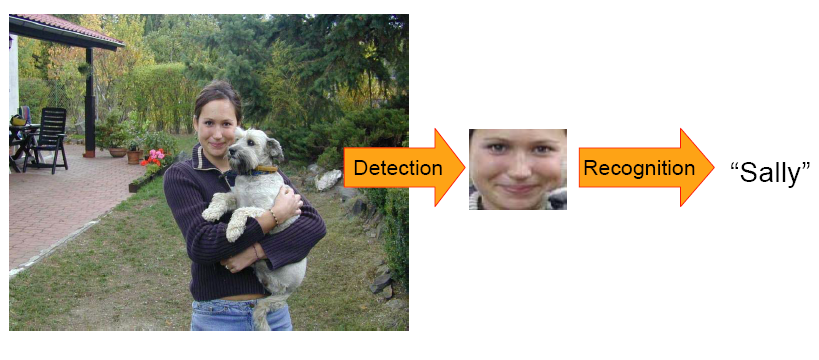 Detection
Recognition
“Sally”